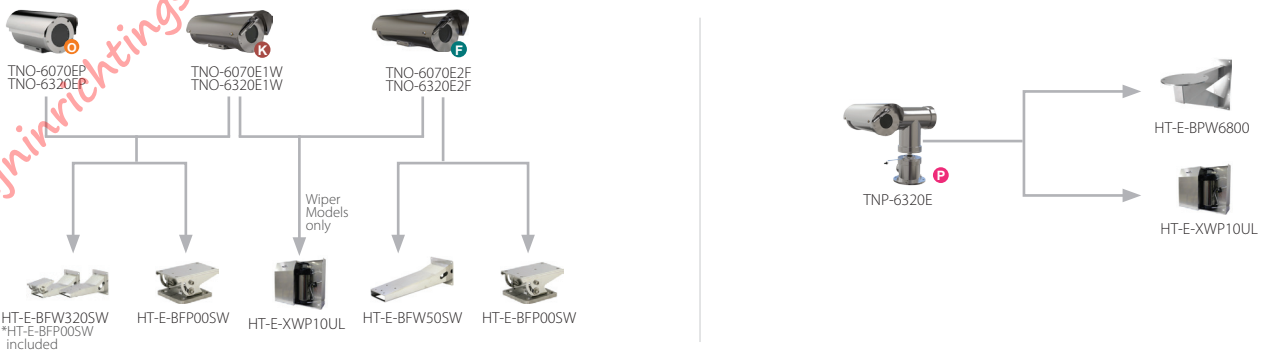 O
K
F
TNO-6070EP
TNO-6320EP
TNO-6070E1W
TNO-6320E1W
TNO-6070E2F
TNO-6320E2F
Wiper
Models
only
HT-E-BFW320SW
*HT-E-BFP00SW
included
HT-E-BFP00SW
HT-E-XWP10UL
HT-E-BFW50SW
HT-E-BFP00SW
P
TNP-6320E
HT-E-BPW6800
HT-E-XWP10UL